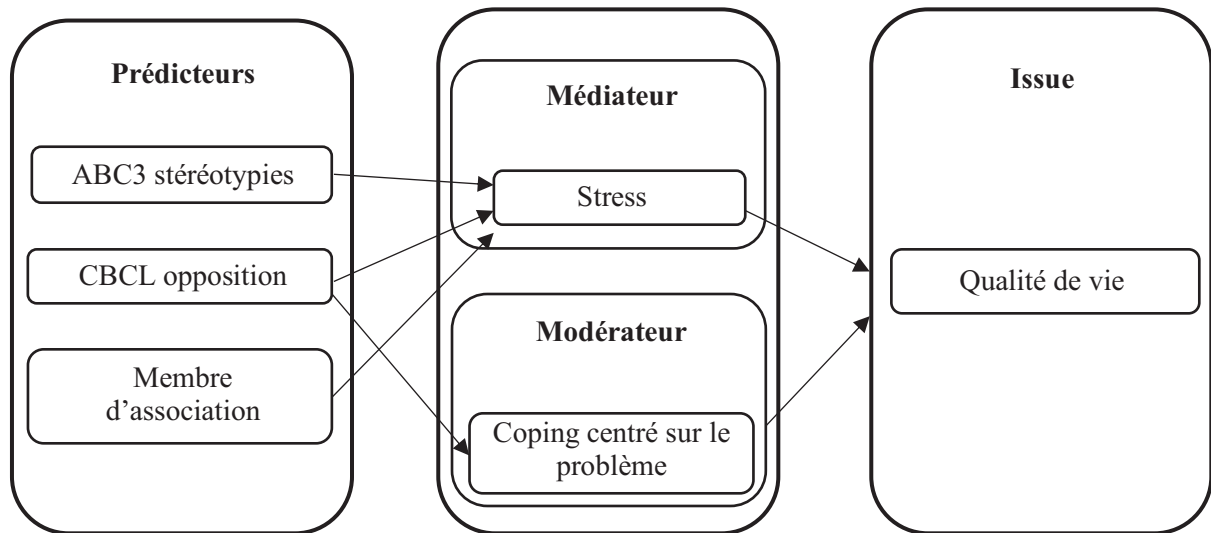 Prédicteurs
ABC3 stéréotypies
CBCL opposition
Membre
d’association
Médiateur
Stress
Modérateur
Coping centré sur le
problème
Issue
Qualité de vie